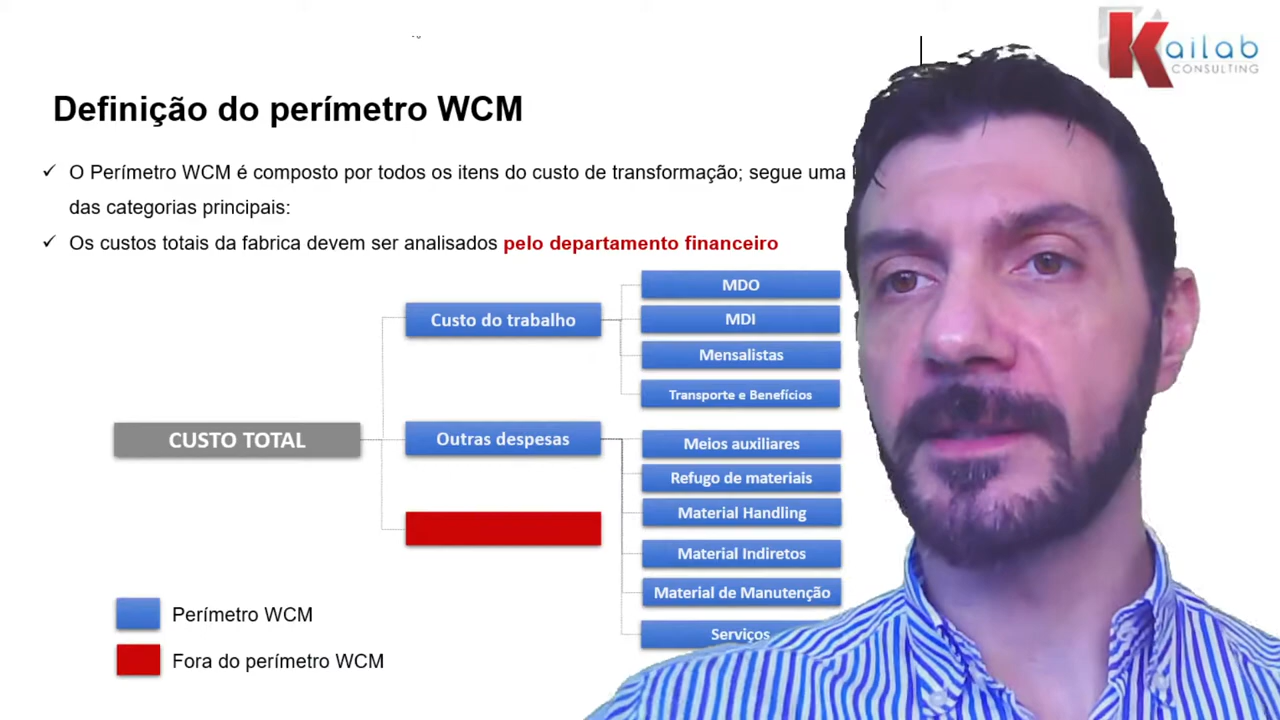 Kailab
CONSULTING
Definição do perímetro WCM
O Perímetro WCM é composto por todos os itens do custo de transformação; segue uma
das categorias principais:
Os custos totais da fabrica devem ser analisados pelo departamento financeiro
MDO
Custo do trabalho
MDI
Mensalistas
Transporte e Benefícios
CUSTO TOTAL
Outras despesas
Meios auxiliares
Refugo de materiais
Material Handling
Material Indiretos
Material de Manutenção
Serviços
Perímetro WCM
Fora do perímetro WCM